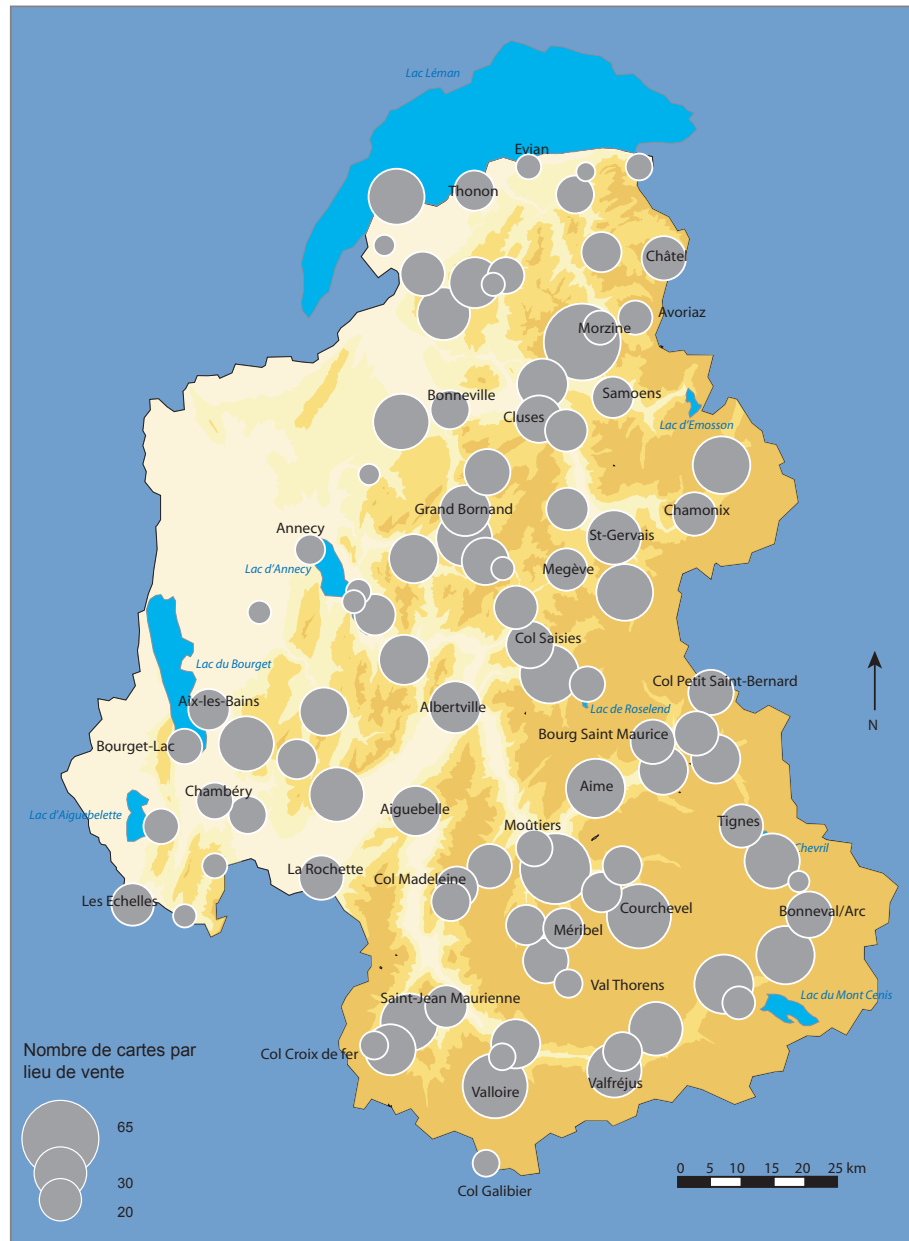 Lac Léman
Evian
Thonon
Châtel
Avoriaz
Morzine
Bonneville
Samoens
Cluses
Lac d'Emosson
Grand Bornand
Chamonix
Annecy
St-Gervais
Lac d'Annecy
Megève
Col Saisies
Lac du Bourget
Col Petit Saint-Bernard
Aix-les-Bains
Albertville
Lac de Roselend
N
Bourget-Lac
Bourg Saint Maurice
Aime
Chambéry
Lac d'Aiguebelette
Aiguebelle
Tignes
Moûtiers
Chevril
La Rochette
Col Madeleine
Les Echelles
Courchevel
Bonneval/Arc
Méribel
Val Thorens
Lac du Mont Cenis
Saint-Jean Maurienne
Nombre de cartes par
lieu de vente
Col Croix de fer
Valloire
Valfréjus
65
30
20
0 5 10 15 20 25 km
Col Galibier